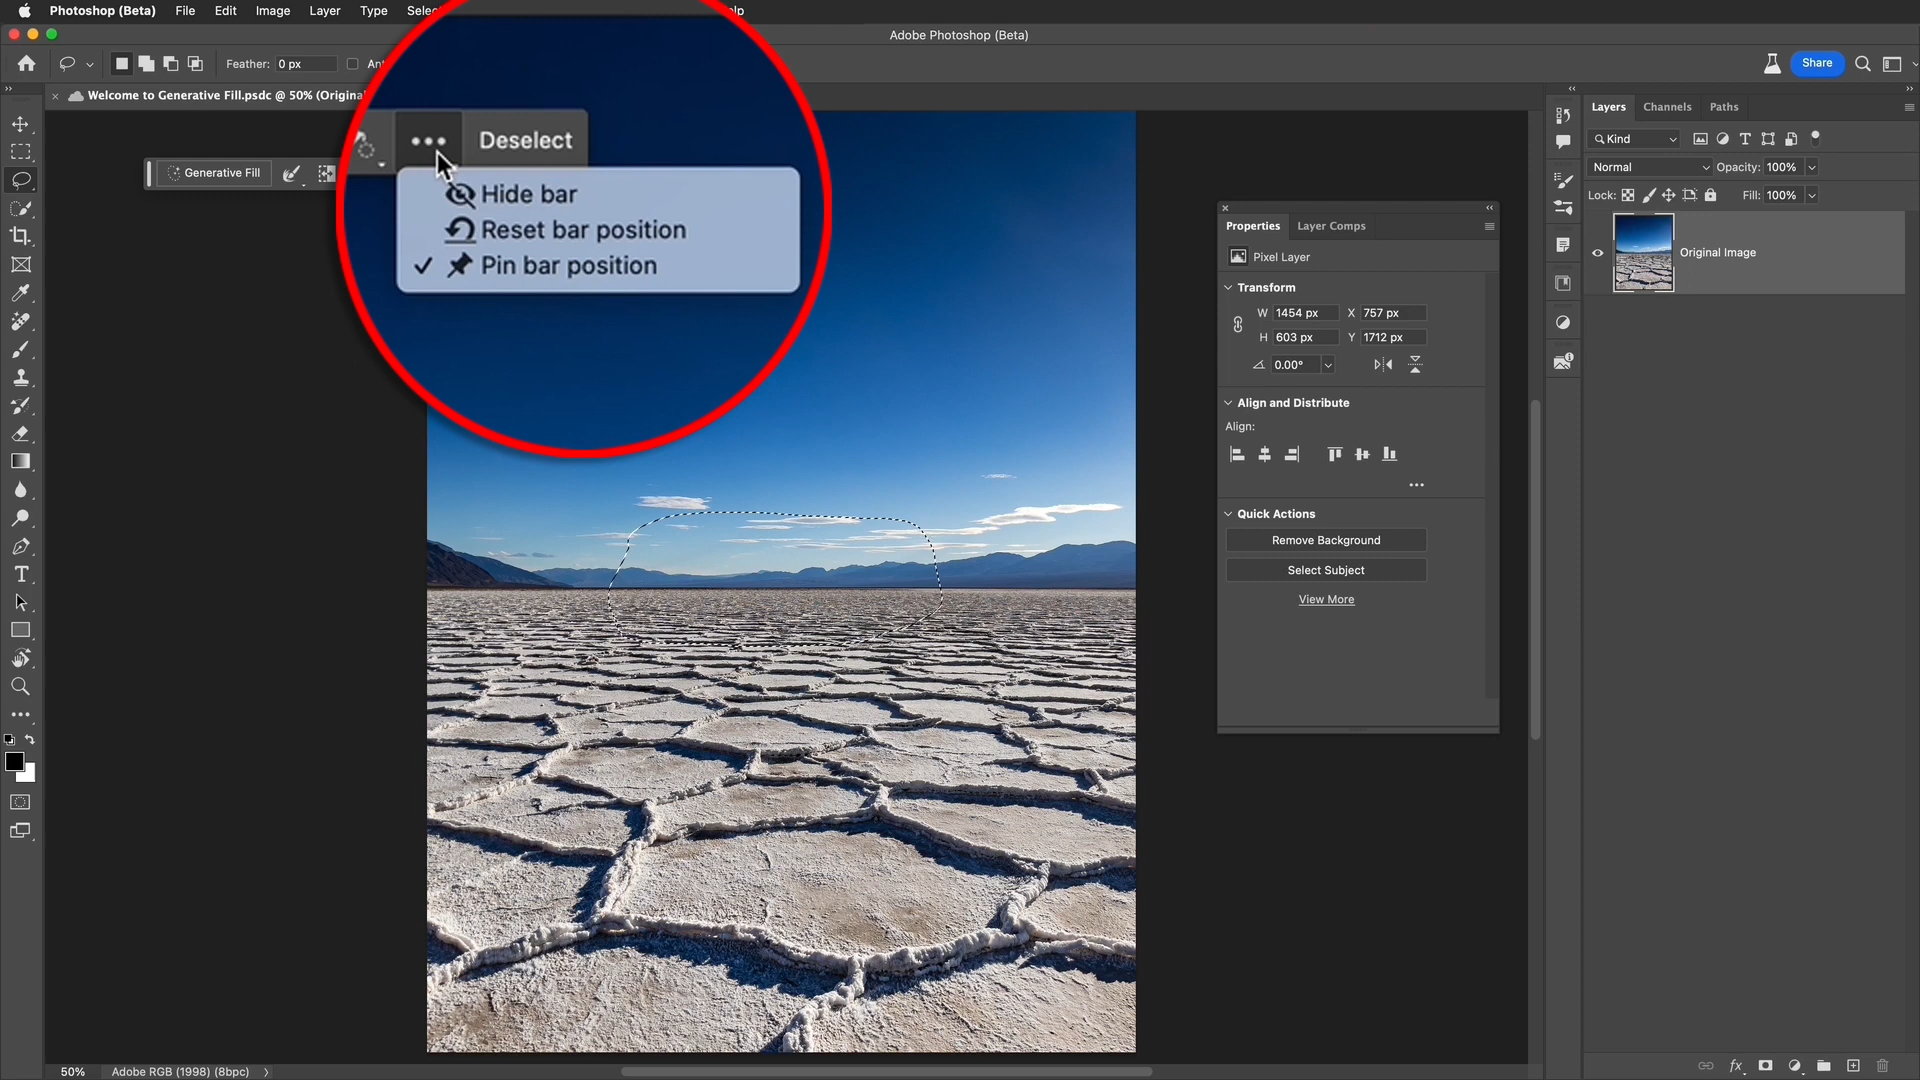 Photoshop (Beta) File Edit Image Layer Type
Adobe Photoshop (Beta)
Feather: 0 px
Share
Welcome to Generative Fill.psdc @ 50%
Generative Fill
Deselect
Hide bar
Reset bar position
Pin bar position
Properties Layer Comps
Pixel Layer
Transform
W 1454 px X 757 px
H 603 px Y 1712 px
0.00°
Align and Distribute
Align:
Quick Actions
Remove Background
Select Subject
View More
Layers Channels Paths
Kind
Normal Opacity: 100%
Lock: Fill: 100%
Original Image
50% Adobe RGB (1998) (8bpc)